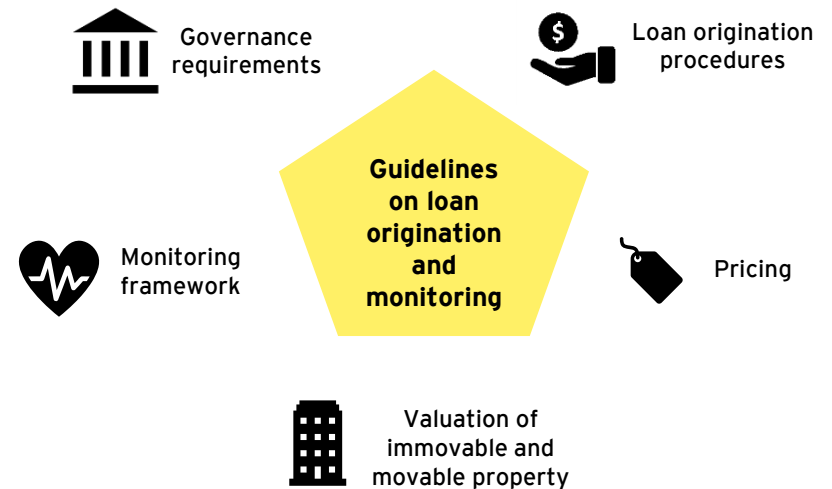 Governance
requirements
$
Loan origination
procedures
Guidelines
on loan
origination
and
monitoring
Monitoring
framework
Pricing
Valuation of
immovable and
movable property